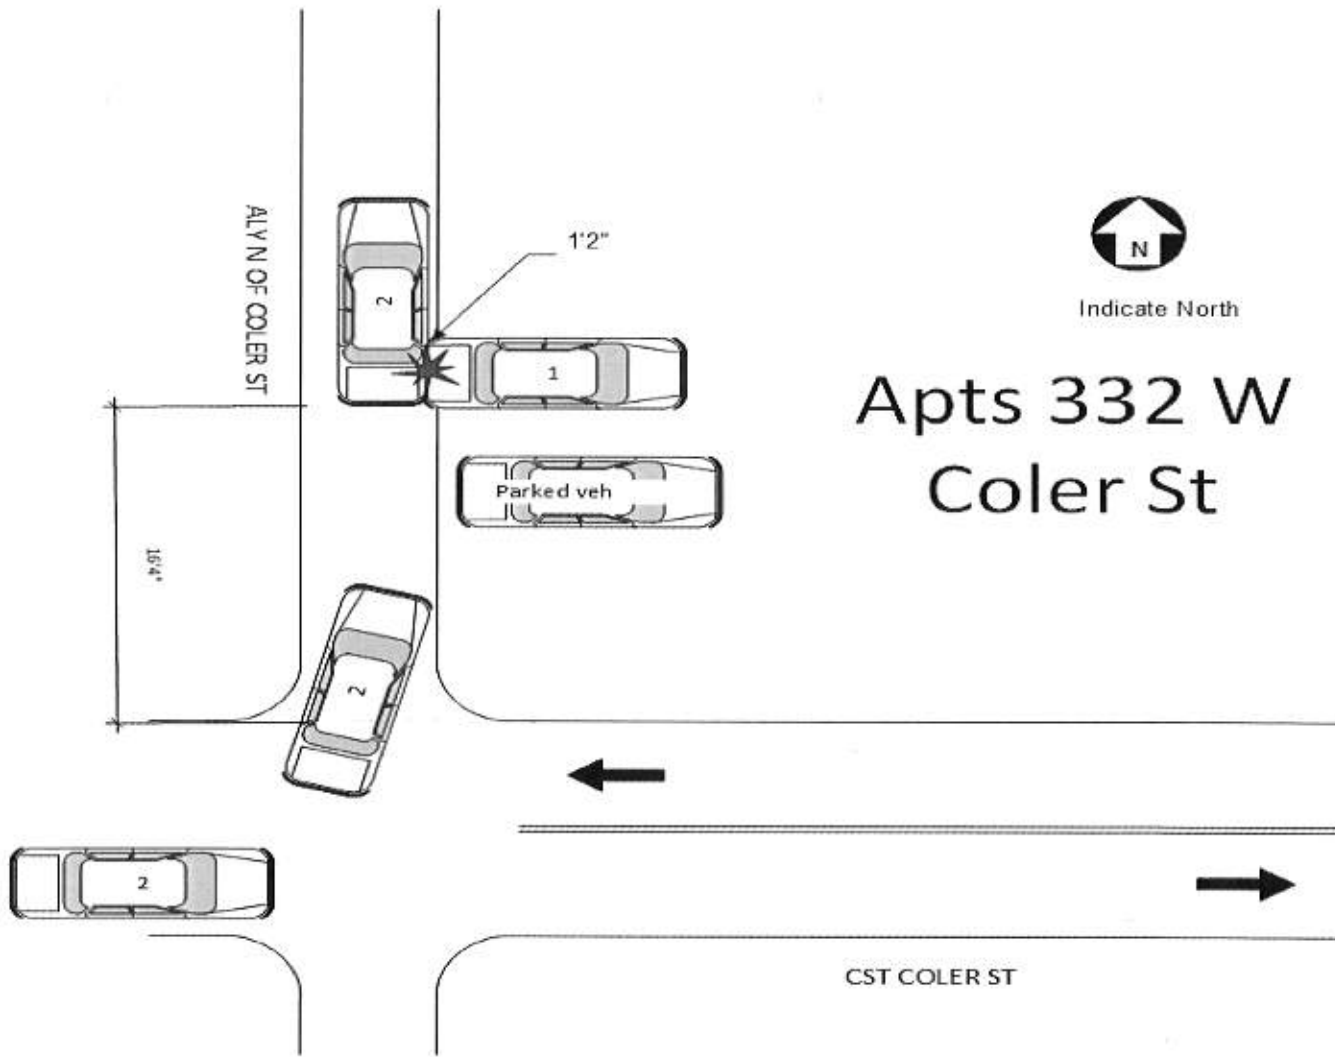 ALY N OF COLER ST
1'2"
N
Indicate North
2
1
Apts 332 W
Coler St
Parked veh
16'4"
2
2
CST COLER ST